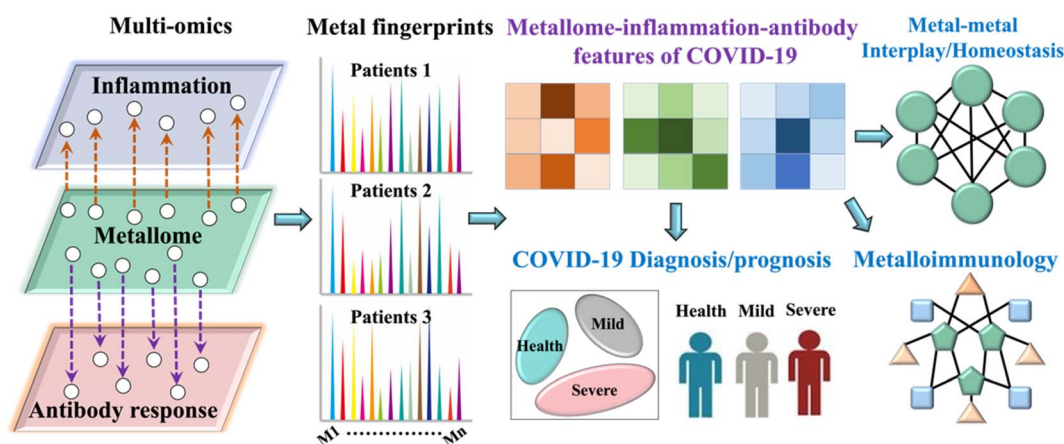 Multi-omics
Inflammation
Metallome
Antibody response
Metal fingerprints
Patients 1
Patients 2
Patients 3
M1 ............... Mn
Metallome-inflammation-antibody
features of COVID-19
COVID-19 Diagnosis/prognosis
Health
Mild
Severe
Health Mild Severe
Metal-metal
Interplay/Homeostasis
Metalloimmunology